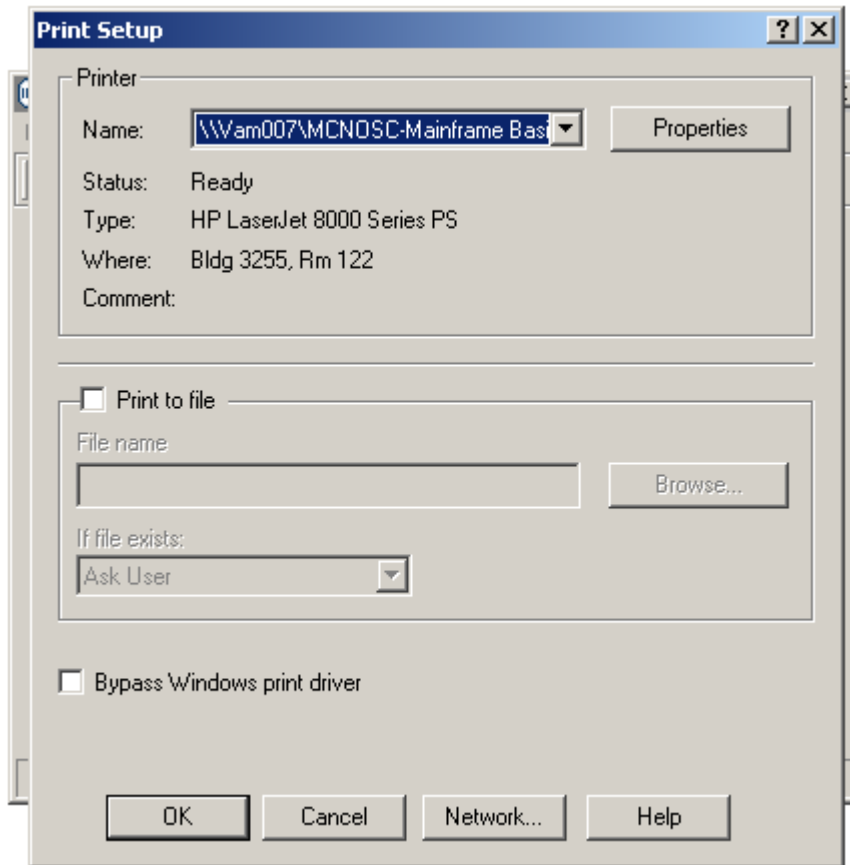 Print Setup
Printer
Name: \\Vam007\MCNOSC-Mainframe Basi Properties
Status: Ready
Type: HP LaserJet 8000 Series PS
Where: Bldg 3255, Rm 122
Comment:
Print to file
File name
Browse...
If file exists:
Ask User
Bypass Windows print driver
OK Cancel Network... Help